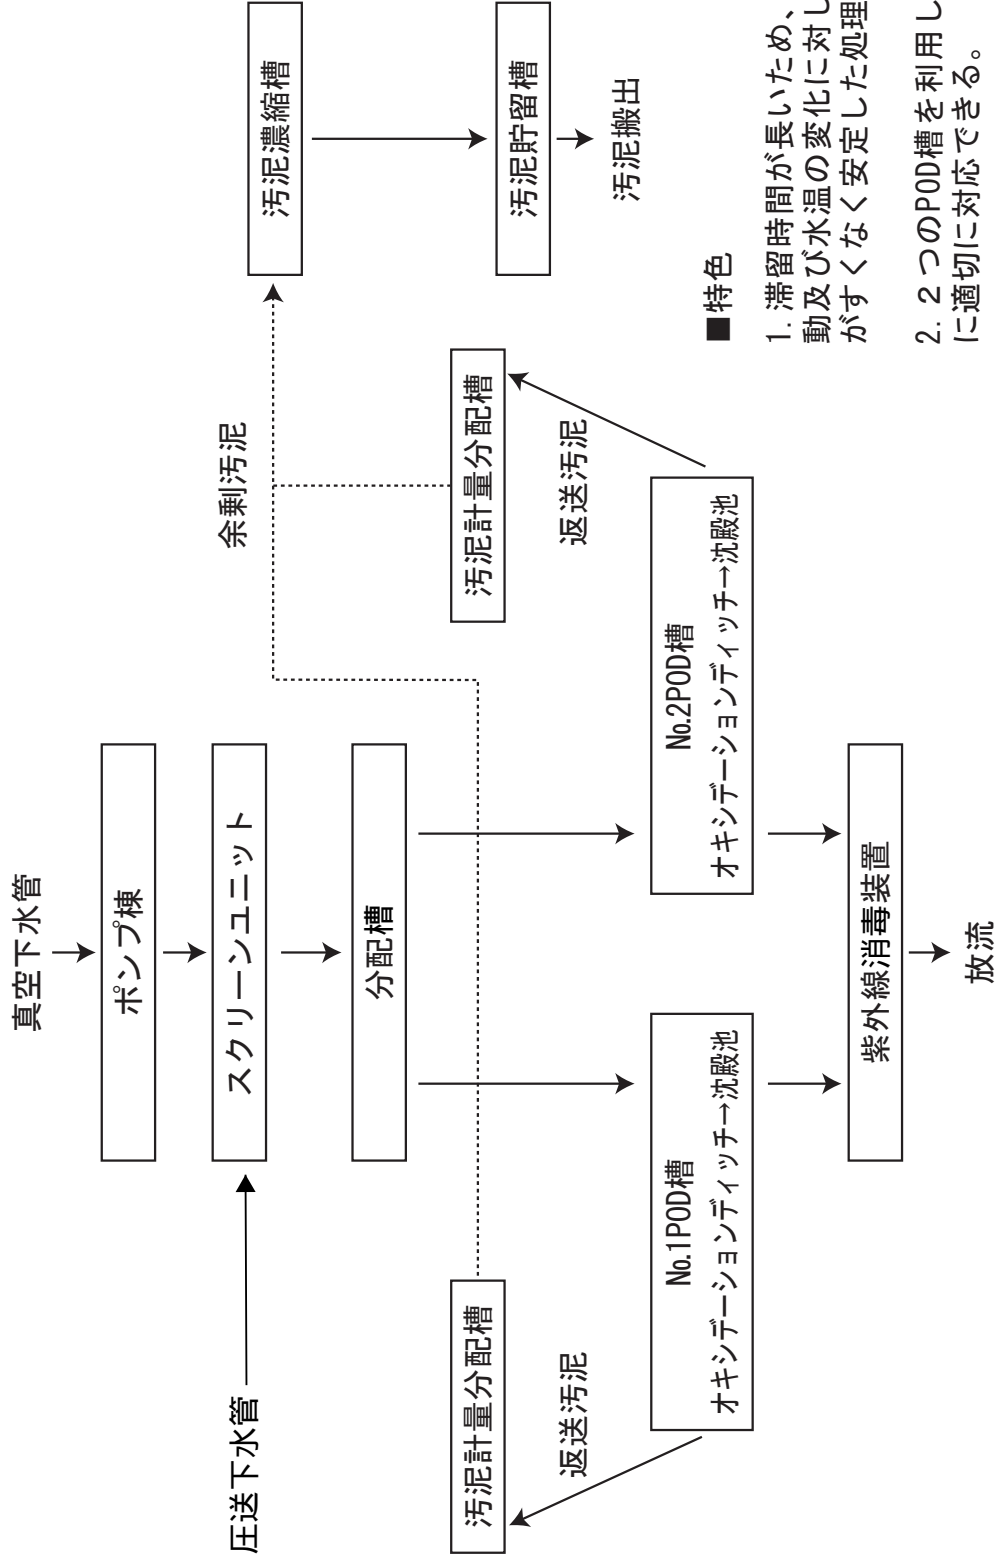 真空下水管
ポンプ棟
圧送下水管
スクリーンユニット
分配槽
汚泥計量分配槽
返送汚泥
No.1POD槽
オキシデーションディッチ→沈殿池
No.2POD槽
オキシデーションディッチ→沈殿池
汚泥計量分配槽
返送汚泥
余剰汚泥
汚泥濃縮槽
汚泥貯留槽
汚泥搬出
紫外線消毒装置
放流
■特色
1.滞留時間が長いため、
動及び水温の変化に対し
がすくなく安定した処理
2.２つのPOD槽を利用し
に適切に対応できる。